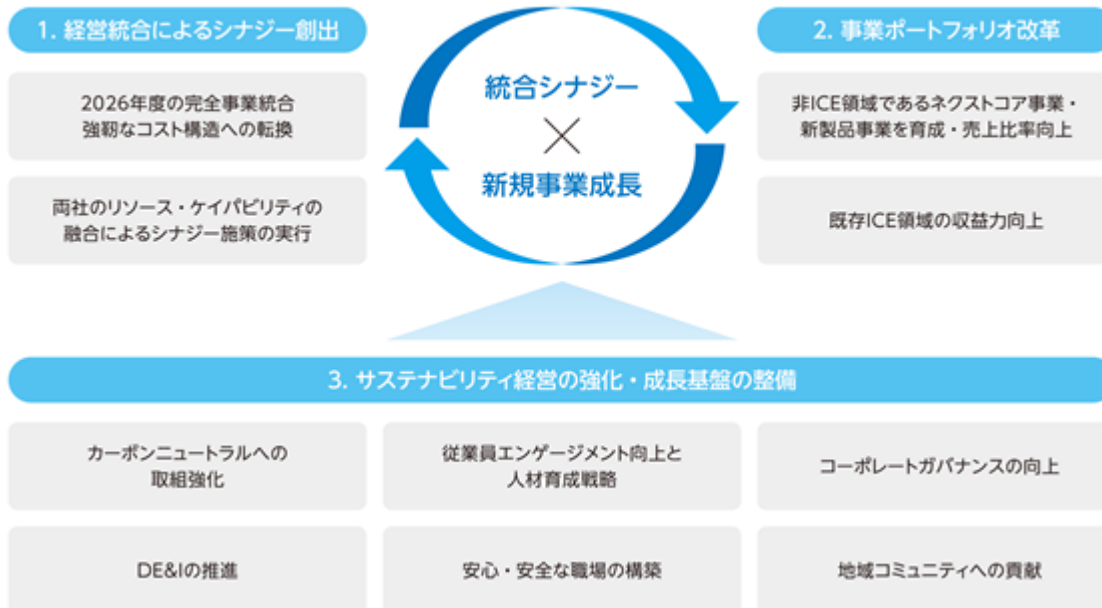 1. 経営統合によるシナジー創出
2026年度の完全事業統合
強靭なコスト構造への転換
両社のリソース・ケイパビリティの
融合によるシナジー施策の実行
統合シナジー
×
新規事業成長
2. 事業ポートフォリオ改革
非ICE領域であるネクストコア事業・
新製品事業を育成・売上比率向上
既存ICE領域の収益力向上
3. サステナビリティ経営の強化・成長基盤の整備
カーボンニュートラルへの
取組強化
従業員エンゲージメント向上と
人材育成戦略
コーポレートガバナンスの向上
DE&Iの推進
安心・安全な職場の構築
地域コミュニティへの貢献